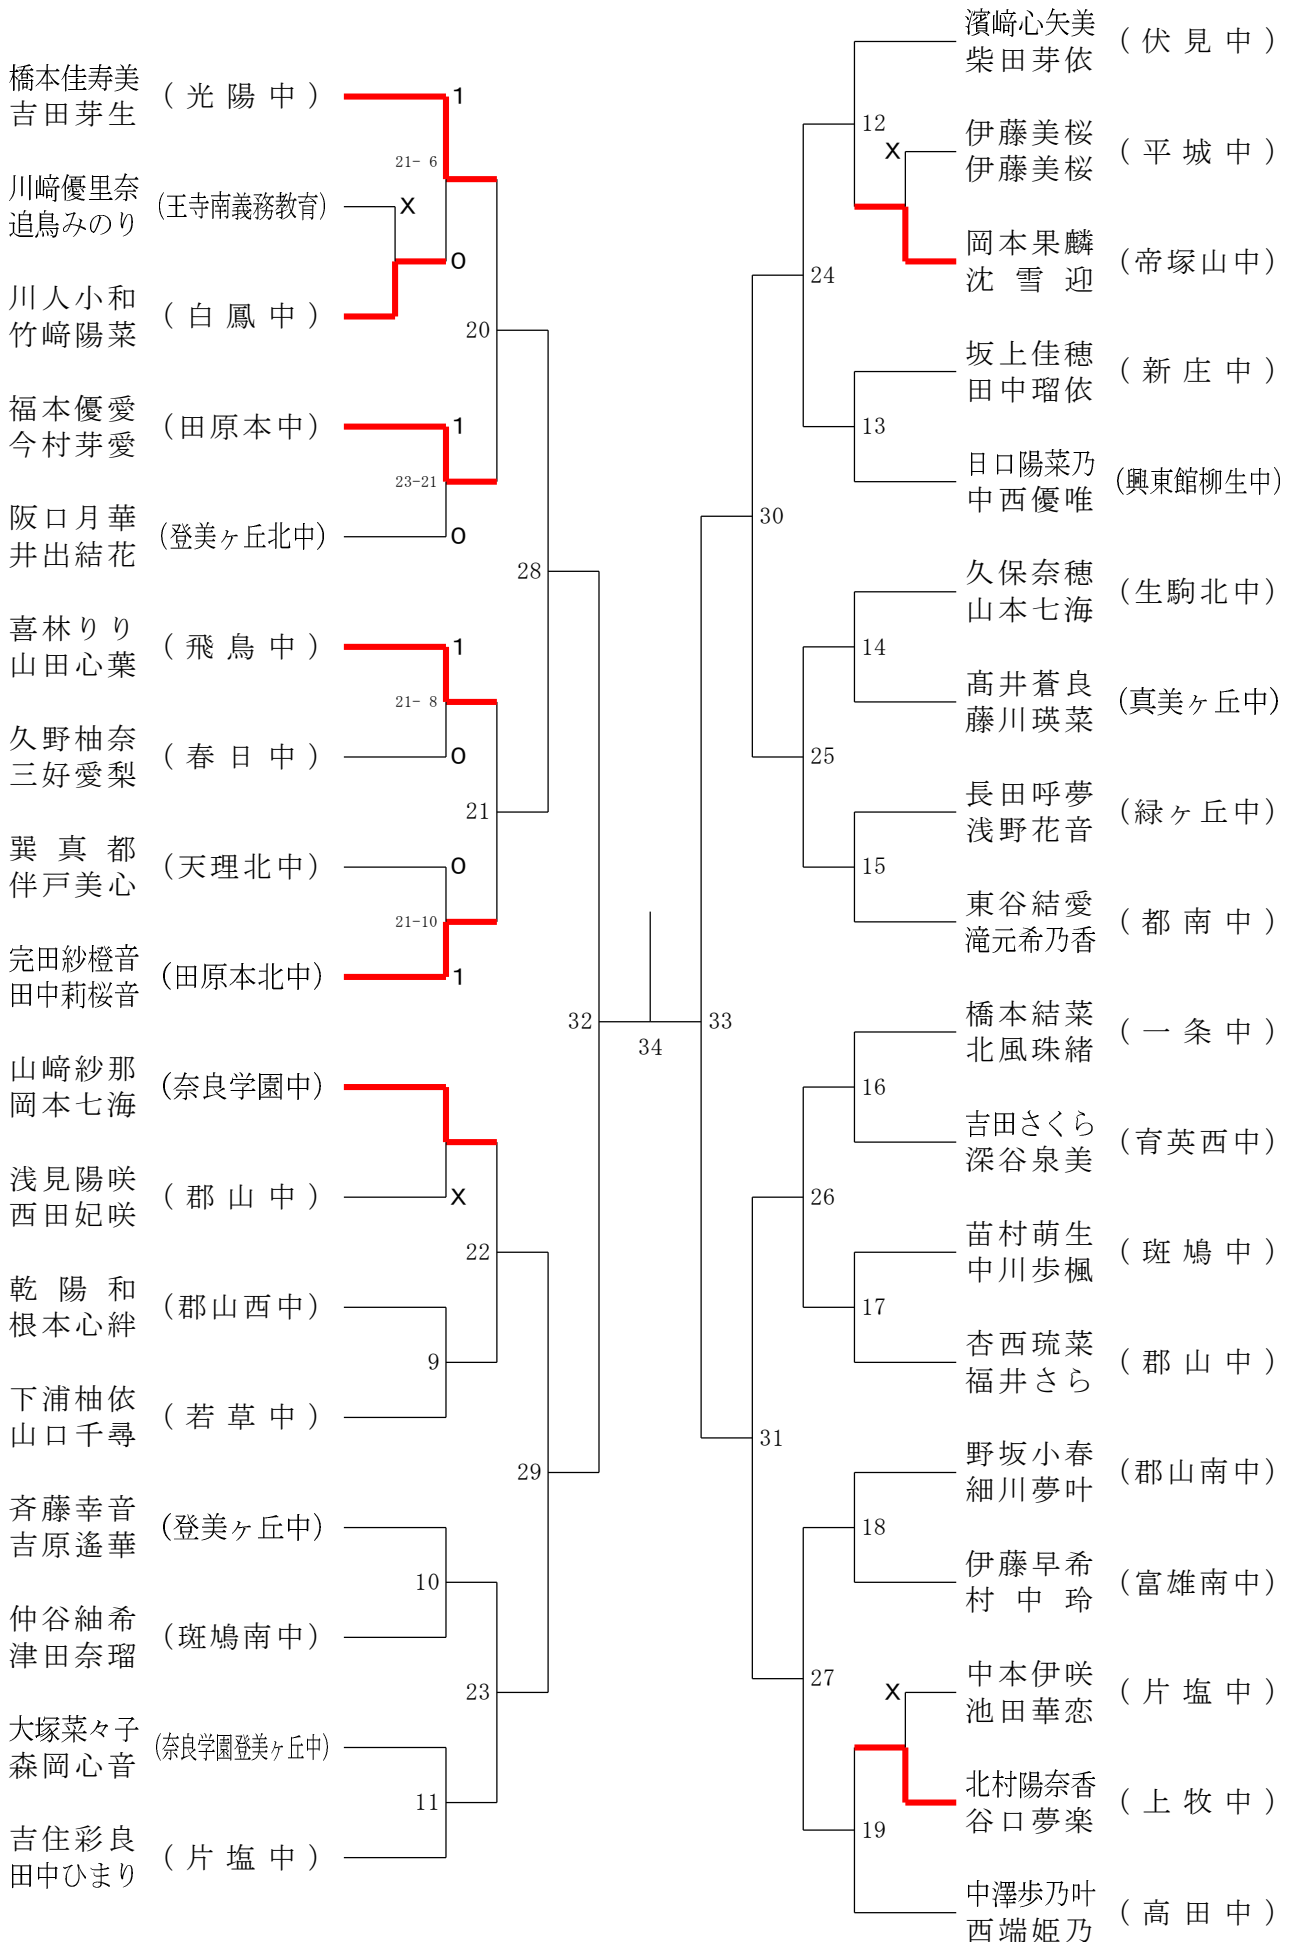 橋本佳寿美
吉田芽生
(光陽中)
1
21- 6
川﨑優里奈
追鳥みのり
(王寺南義務教育)
X
0
川人小和
竹﨑陽菜
(白鳳中)
20
福本優愛
今村芽愛
(田原本中)
1
23-21
阪口月華
井出結花
(登美ヶ丘北中)
0
28
喜林りり
山田心葉
(飛鳥中)
1
21- 8
久野柚奈
三好愛梨
(春日中)
0
21
巽真都
伴戸美心
(天理北中)
0
21-10
完田紗橙音
田中莉桜音
(田原本北中)
1
32
34
33
山﨑紗那
岡本七海
(奈良学園中)
浅見陽咲
西田妃咲
(郡山中)
X
22
乾陽和
根本心絆
(郡山西中)
9
下浦柚依
山口千尋
(若草中)
29
斉藤幸音
吉原遙華
(登美ヶ丘中)
10
仲谷紬希
津田奈瑠
(斑鳩南中)
23
大塚菜々子
森岡心音
(奈良学園登美ヶ丘中)
11
吉住彩良
田中ひまり
(片塩中)
濱﨑心矢美
柴田芽依
(伏見中)
12
X
伊藤美桜
伊藤美桜
(平城中)
岡本果麟
沈雪迎
(帝塚山中)
24
坂上佳穂
田中瑠依
(新庄中)
13
日口陽菜乃
中西優唯
(興東館柳生中)
30
久保奈穂
山本七海
(生駒北中)
14
髙井蒼良
藤川瑛菜
(真美ヶ丘中)
25
長田呼夢
浅野花音
(緑ヶ丘中)
15
東谷結愛
滝元希乃香
(都南中)
橋本結菜
北風珠緒
(一条中)
16
吉田さくら
深谷泉美
(育英西中)
26
苗村萌生
中川歩楓
(斑鳩中)
17
杏西琉菜
福井さら
(郡山中)
31
野坂小春
細川夢叶
(郡山南中)
18
伊藤早希
村中玲
(富雄南中)
27
X
中本伊咲
池田華恋
(片塩中)
北村陽奈香
谷口夢楽
(上牧中)
19
中澤歩乃叶
西端姫乃
(高田中)